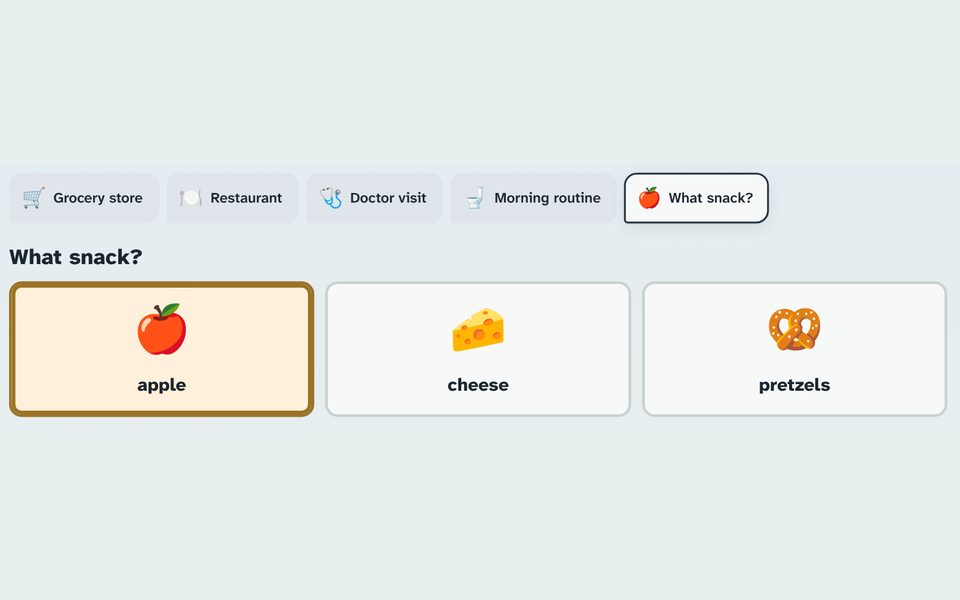 Grocery store
Restaurant
Doctor visit
Morning routine
What snack?
What snack?
apple
cheese
pretzels